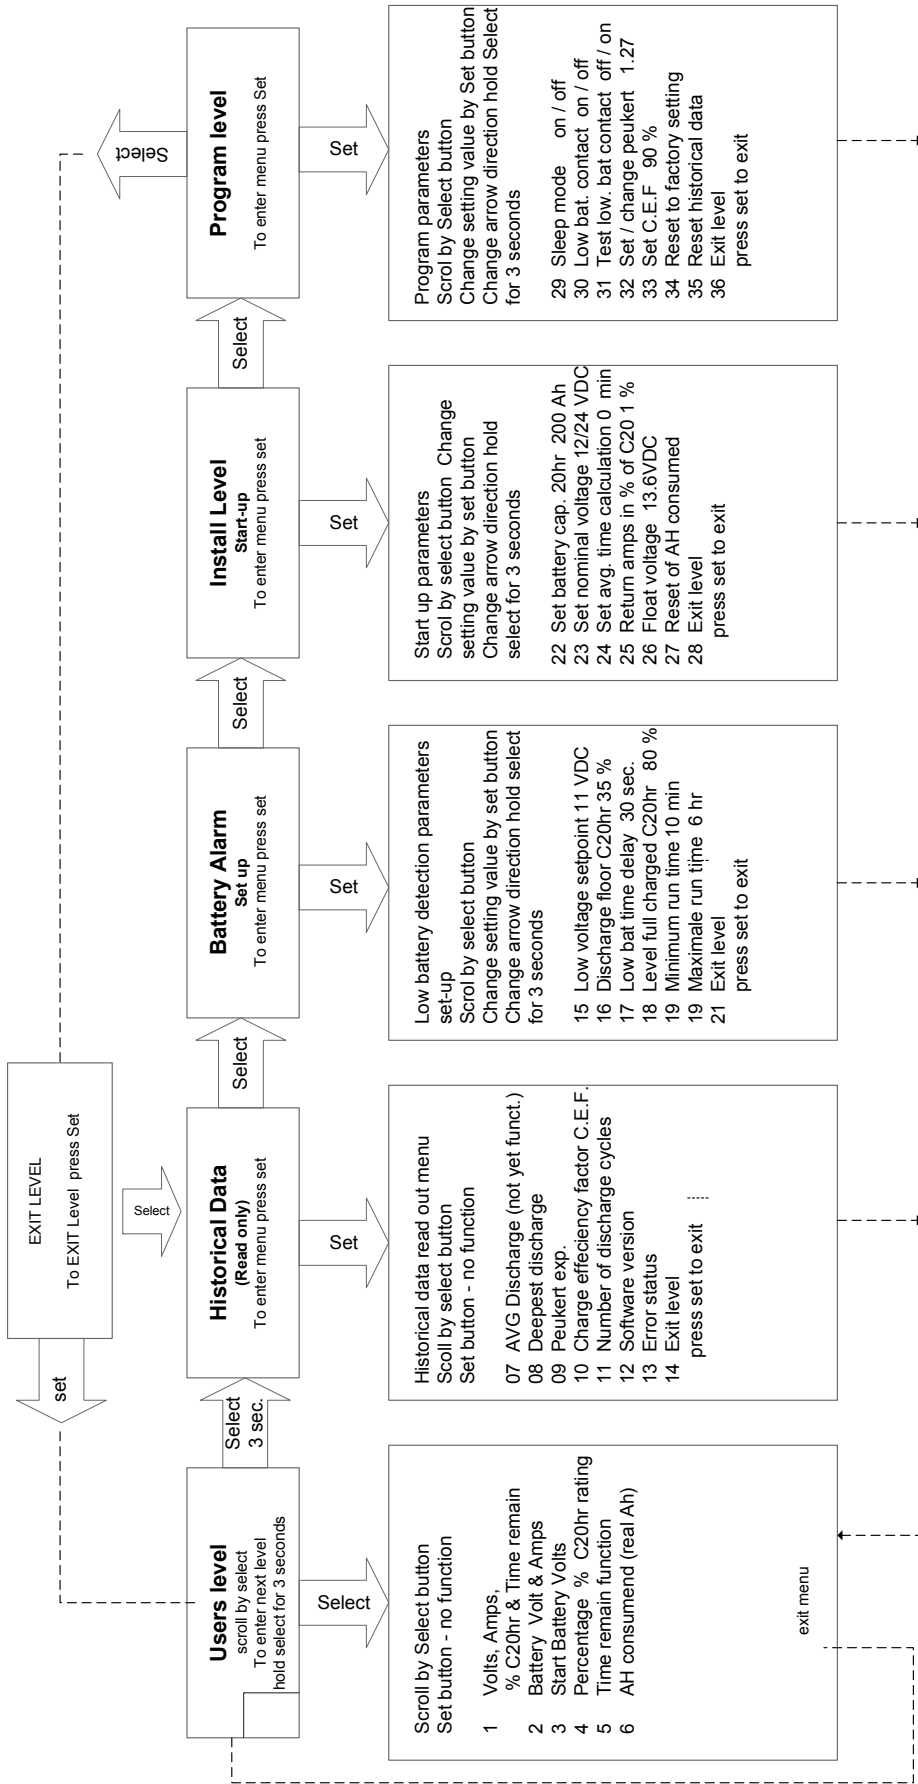 EXIT LEVEL
To EXIT Level press Set
set
Select
Select
Users level
scroll by select
To enter next level
hold select for 3 seconds
Select
3 sec.
Historical Data
(Read only)
To enter menu press set
Select
Battery Alarm
Set up
To enter menu press set
Select
Install Level
Start-up
To enter menu press set
Select
Program level
To enter menu press Set
Select
Set
Set
Set
Set
Scroll by Select button
Set button - no function
1 Volts, Amps,
% C20hr & Time remain
2 Battery Volt & Amps
3 Start Battery Volts
4 Percentage % C20hr rating
5 Time remain function
6 AH consumend (real Ah)
exit menu
Historical data read out menu
Scoll by select button
Set button - no function
07 AVG Discharge (not yet funct.)
08 Deepest discharge
09 Peukert exp.
10 Charge effeciency factor C.E.F.
11 Number of discharge cycles
12 Software version
13 Error status
14 Exit level
press set to exit
Low battery detection parameters
set-up
Scrol by select button
Change setting value by set button
Change arrow direction hold select
for 3 seconds
15 Low voltage setpoint 11 VDC
16 Discharge floor C20hr 35 %
17 Low bat time delay 30 sec.
18 Level full charged C20hr 80 %
19 Minimum run time 10 min
19 Maximale run time 6 hr
21 Exit level
press set to exit
Start up parameters
Scrol by select button Change
setting value by set button
Change arrow direction hold
select for 3 seconds
22 Set battery cap. 20hr 200 Ah
23 Set nominal voltage 12/24 VDC
24 Set avg. time calculation 0 min
25 Return amps in % of C20 1 %
26 Float voltage 13.6VDC
27 Reset of AH consumed
28 Exit level
press set to exit
Program parameters
Scrol by Select button
Change setting value by Set button
Change arrow direction hold Select
for 3 seconds
29 Sleep mode on / off
30 Low bat. contact on / off
31 Test low. bat contact off / on
32 Set / change peukert 1.27
33 Set C.E.F 90 %
34 Reset to factory setting
35 Reset historical data
36 Exit level
press set to exit